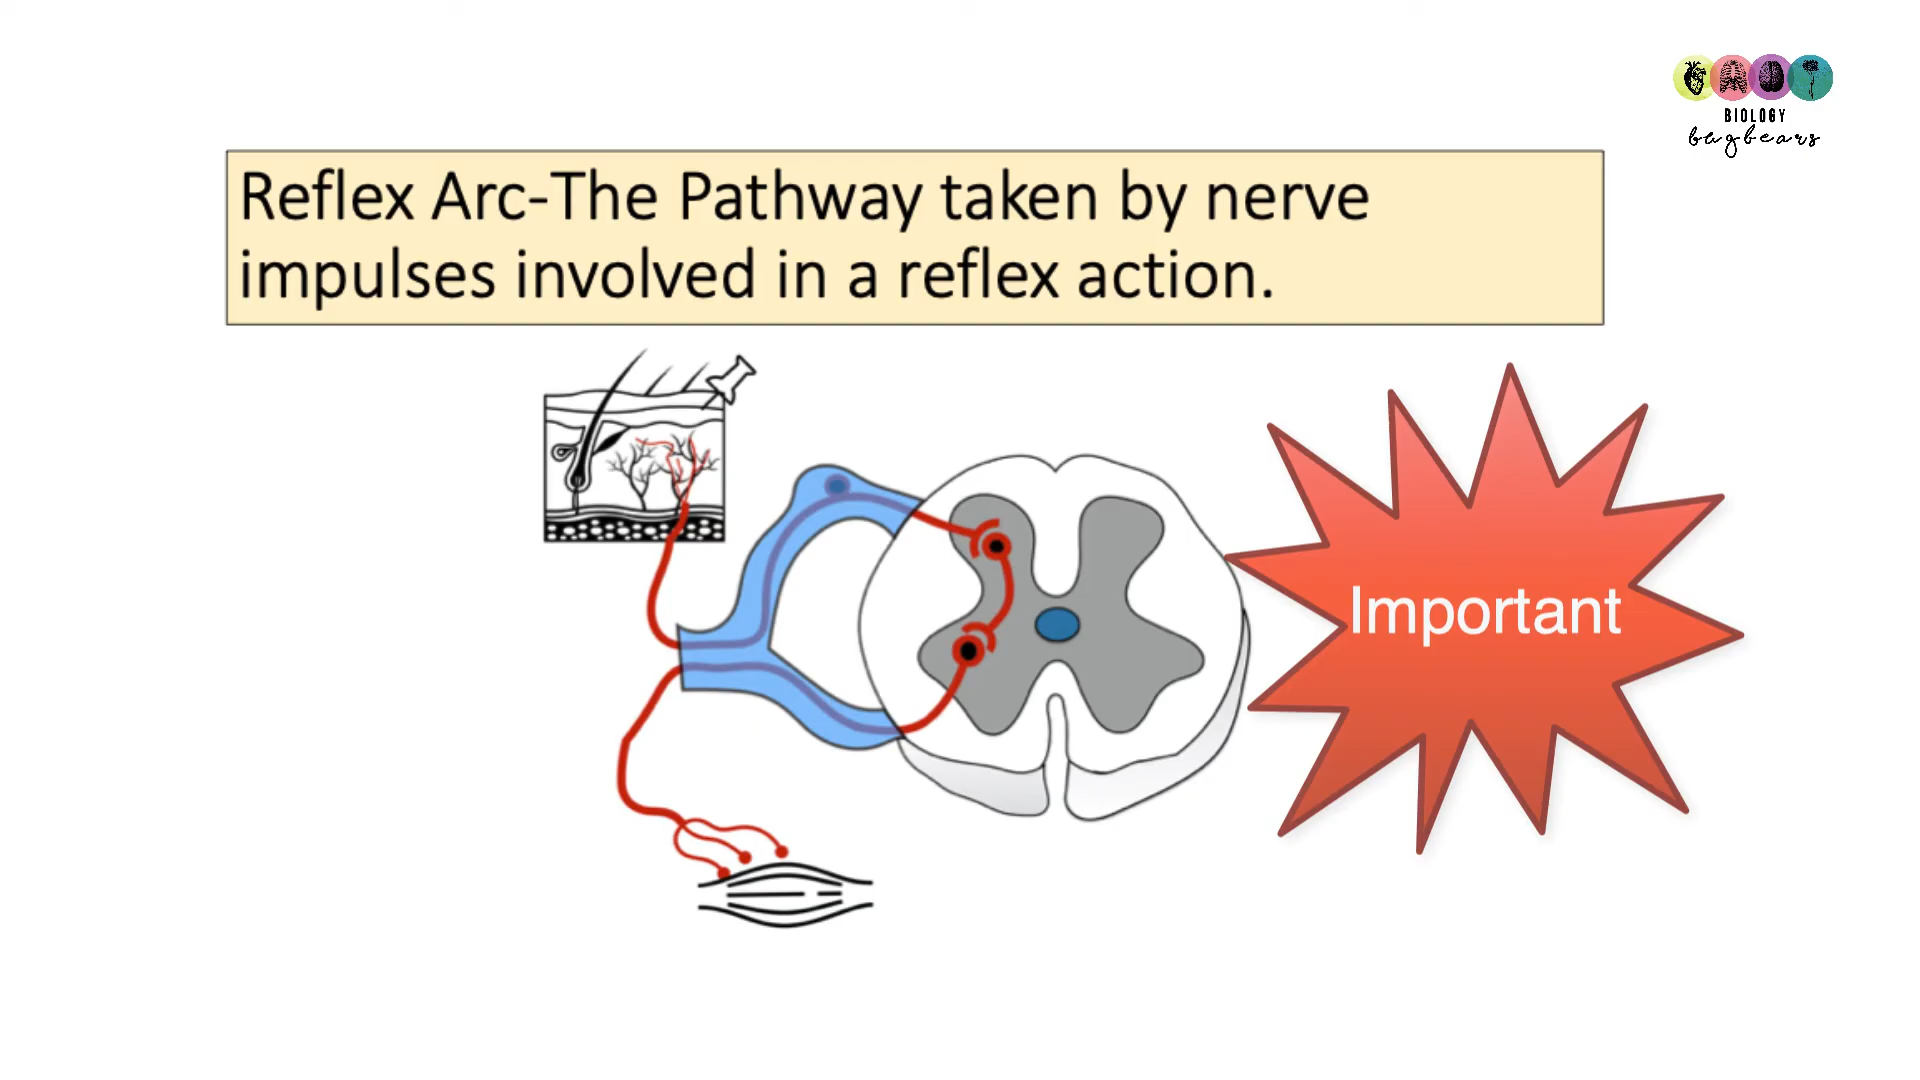 BIOLOGY
bugbears
Reflex Arc-The Pathway taken by nerve
impulses involved in a reflex action.
Important